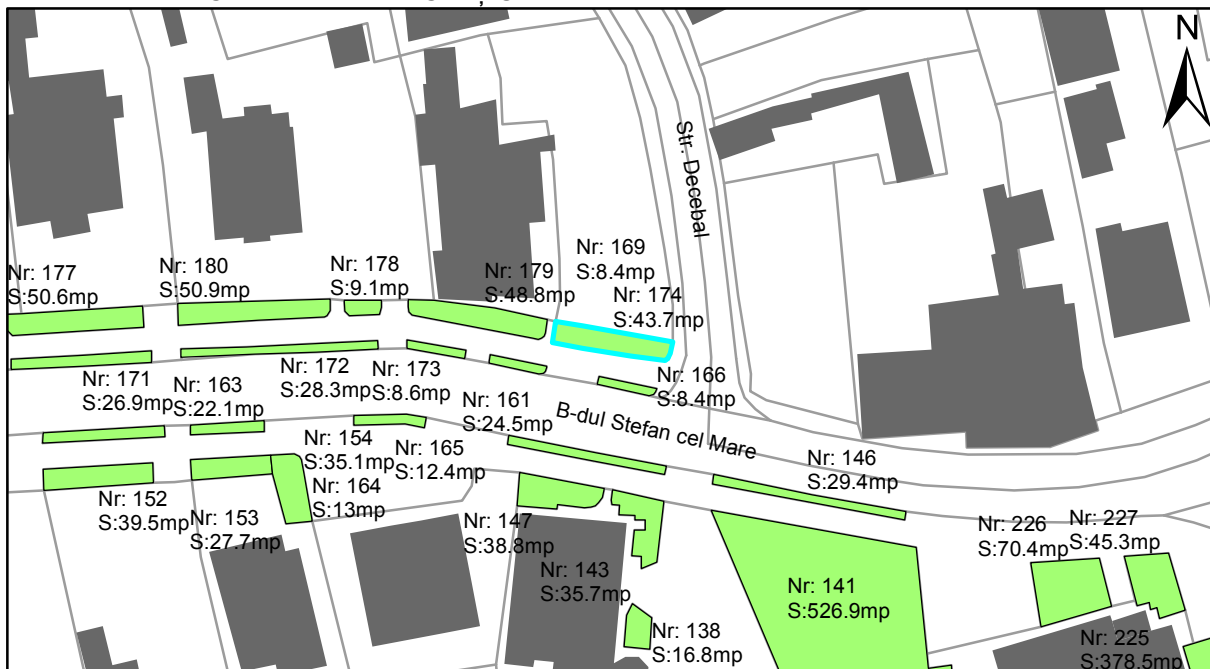 N
Str. Decebal
Nr: 169
S:8.4mp
Nr: 177
S:50.6mp
Nr: 180
S:50.9mp
Nr: 178
S:9.1mp
Nr: 179
S:48.8mp
Nr: 174
S:43.7mp
Nr: 171
S:26.9mp
Nr: 163
S:22.1mp
Nr: 172
S:28.3mp
Nr: 173
S:8.6mp
Nr: 161
S:24.5mp
Nr: 166
S:8.4mp
B-dul Stefan cel Mare
Nr: 154
S:35.1mp
Nr: 165
S:12.4mp
Nr: 146
S:29.4mp
Nr: 152
S:39.5mp
Nr: 153
S:27.7mp
Nr: 164
S:13mp
Nr: 147
S:38.8mp
Nr: 143
S:35.7mp
Nr: 226
S:70.4mp
Nr: 227
S:45.3mp
Nr: 141
S:526.9mp
Nr: 138
S:16.8mp
Nr: 225
S:378.5mp